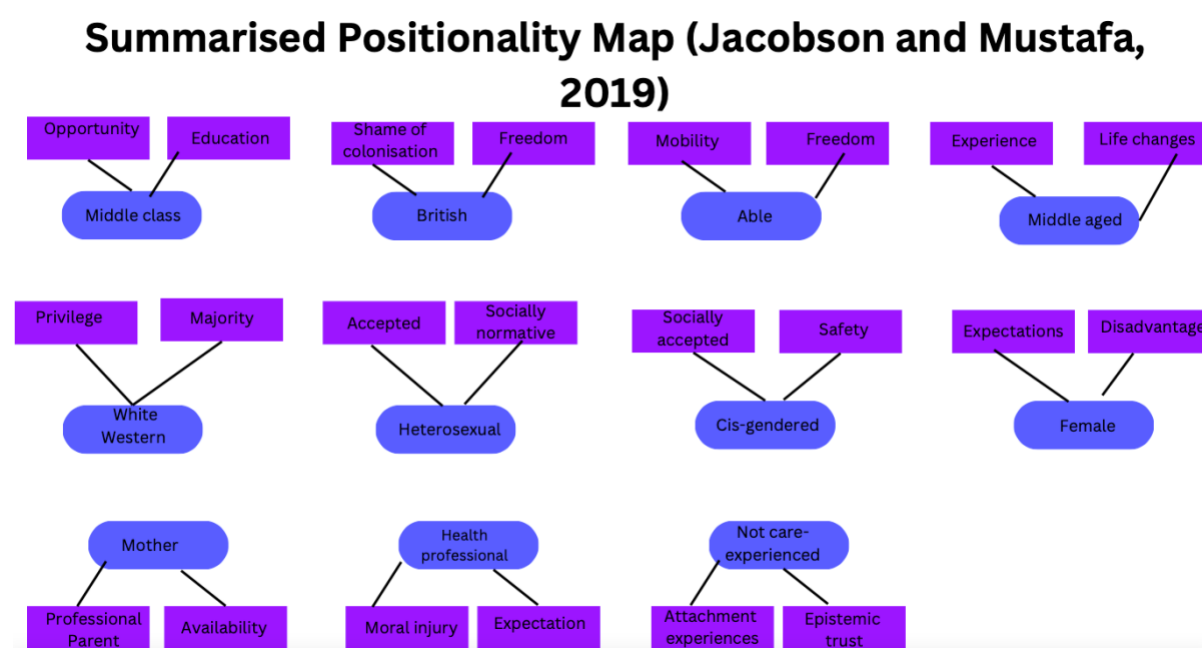 Summarised Positionality Map (Jacobson and Mustafa,
2019)
Opportunity
Education
Middle class
Shame of
colonisation
Freedom
British
Mobility
Freedom
Able
Experience
Life changes
Middle aged
Privilege
Majority
White
Western
Accepted
Socially
normative
Heterosexual
Socially
accepted
Safety
Cis-gendered
Expectations
Disadvantage
Female
Mother
Professional
Parent
Availability
Health
professional
Moral injury
Expectation
Not care-
experienced
Attachment
experiences
Epistemic
trust